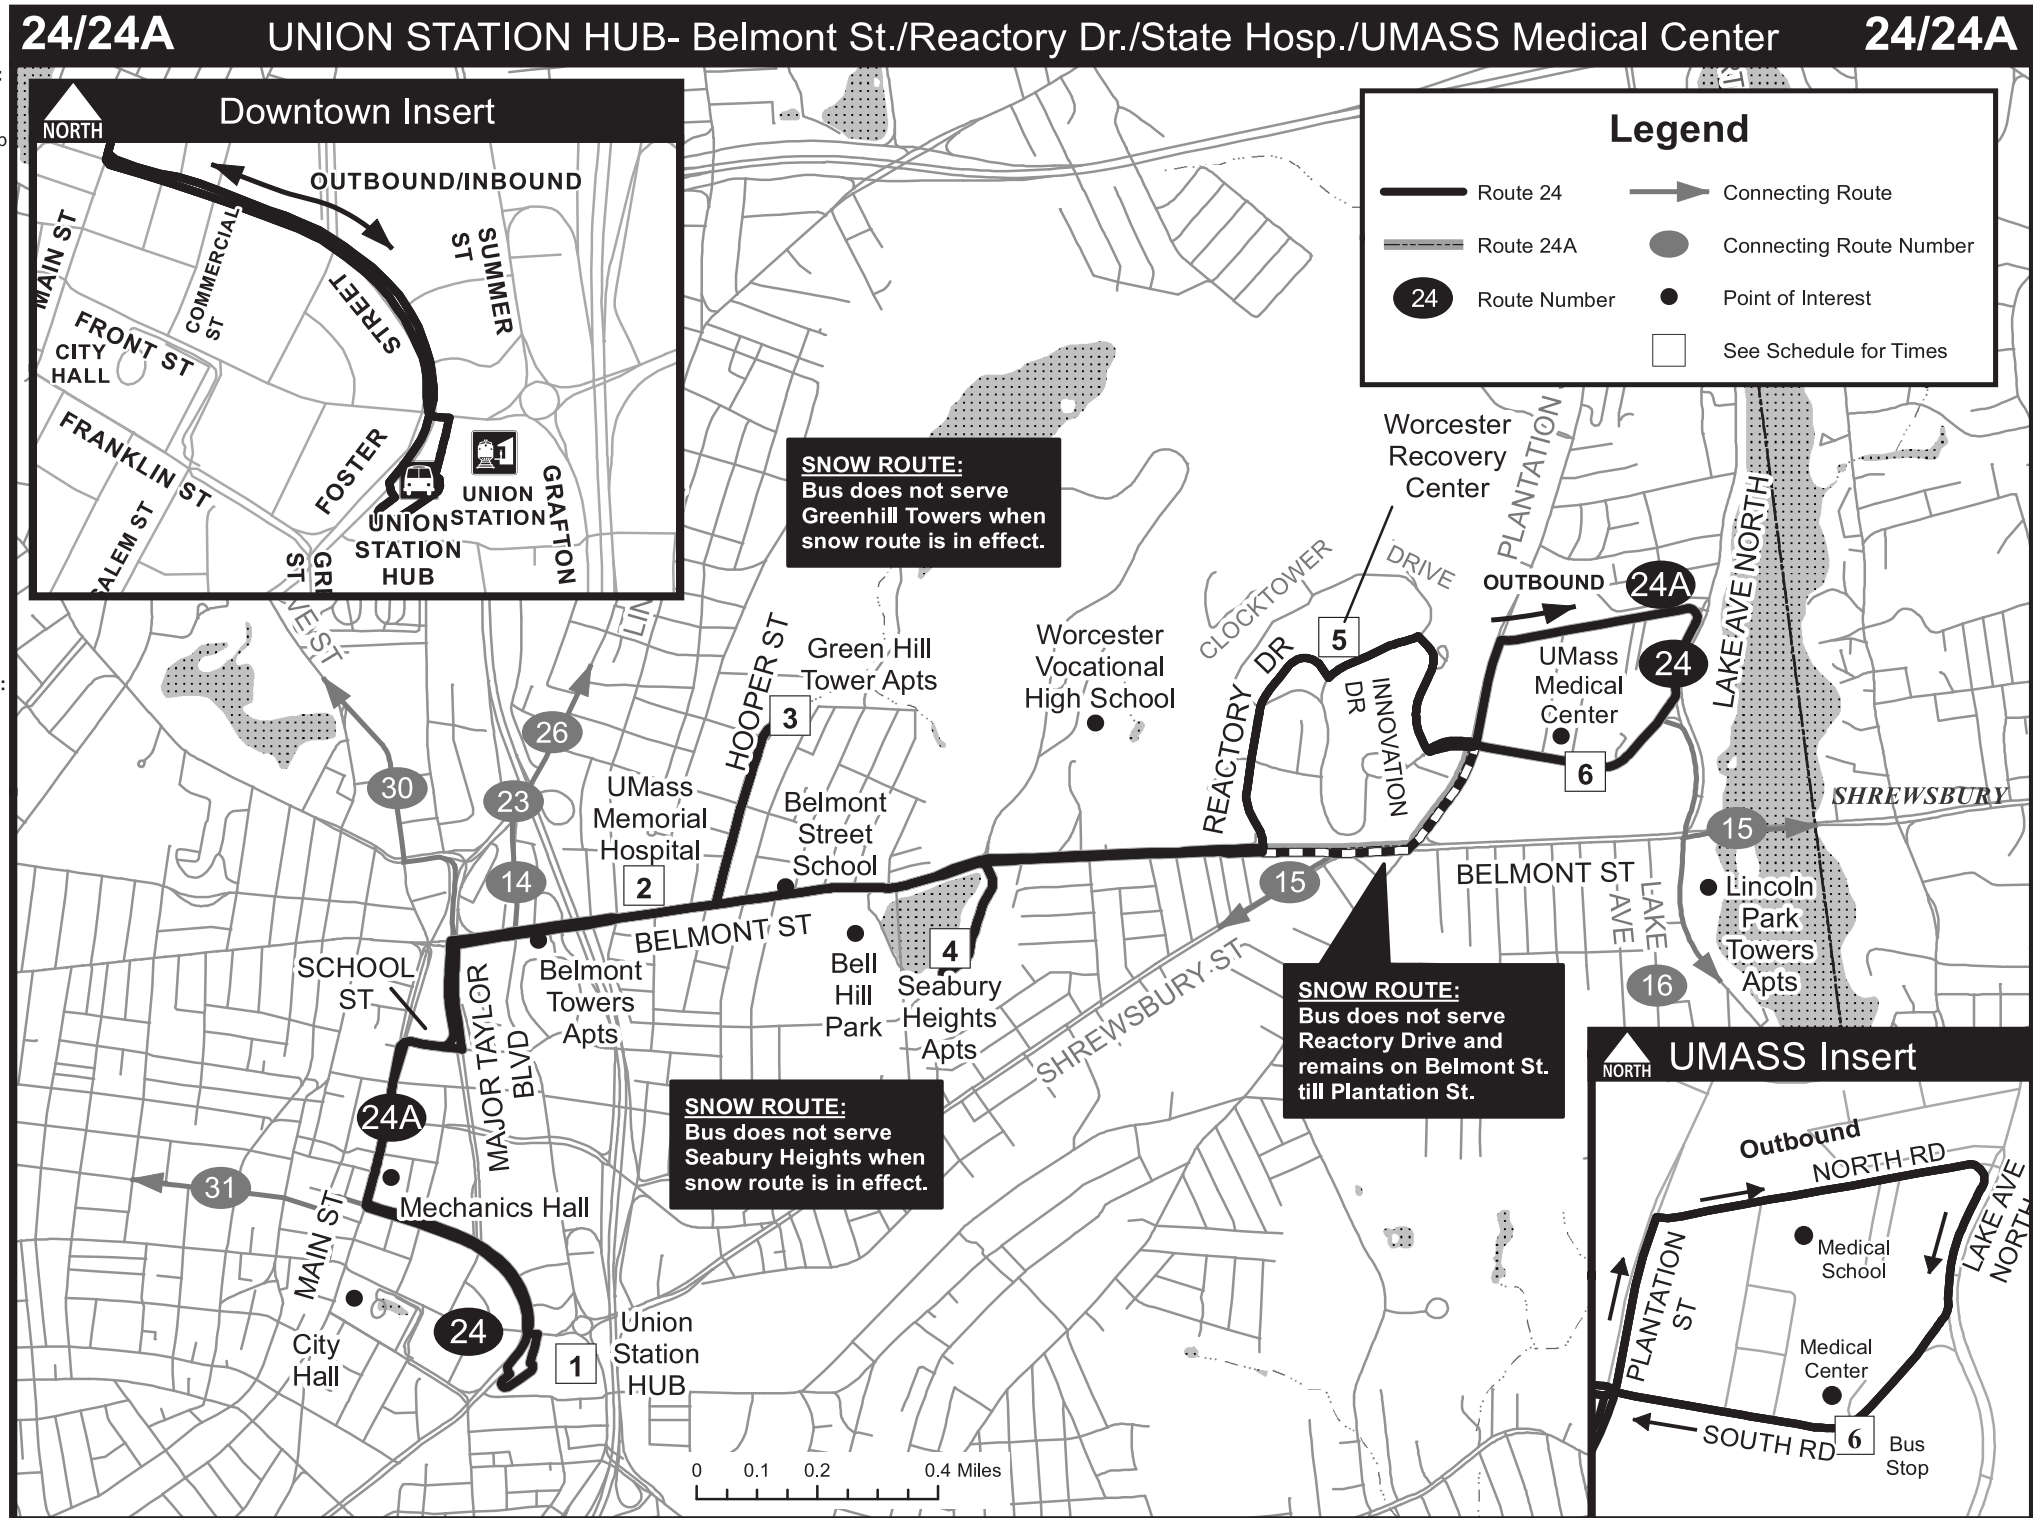 24/24A UNION STATION HUB- Belmont St./Reactory Dr./State Hosp./UMASS Medical Center 24/24A
NORTH
Downtown Insert
OUTBOUND/INBOUND
MAIN ST
COMMERCIAL
ST
SUMMER
ST
STREET
FRONT ST
CITY
HALL
FRANKLIN ST
FOSTER
SALEM ST
UNION
STATION
GRAFTON
UNION
STATION
HUB
ST
Legend
Route 24
Connecting Route
Route 24A
Connecting Route Number
24
Route Number
Point of Interest
See Schedule for Times
SNOW ROUTE:
Bus does not serve
Greenhill Towers when
snow route is in effect.
Worcester
Recovery
Center
PLANTATION
LAKE AVE NORTH
CLOCKTOWER
DRIVE
OUTBOUND
24A
5
24
HOOPER ST
Green Hill
Tower Apts
3
Worcester
Vocational
High School
REACTORY DR
INNOVATION
DR
UMass
Medical
Center
6
26
30
23
14
UMass
Memorial
Hospital
2
Belmont
Street
School
SHREWSBURY
15
15
BELMONT ST
LAKE
AVE
Lincoln
Park
Towers
Apts
16
BELMONT ST
SCHOOL
ST
MAJOR TAYLOR
BLVD
Belmont
Towers
Apts
Bell
Hill
Park
4
Seabury
Heights
Apts
SHREWSBURY ST
SNOW ROUTE:
Bus does not serve
Reactory Drive and
remains on Belmont St.
till Plantation St.
SNOW ROUTE:
Bus does not serve
Seabury Heights when
snow route is in effect.
24A
31
Mechanics Hall
MAIN ST
City
Hall
24
1
Union
Station
HUB
0 0.1 0.2 0.4 Miles
NORTH
UMASS Insert
Outbound
NORTH RD
LAKE AVE
NORTH
PLANTATION
ST
Medical
School
Medical
Center
SOUTH RD
6
Bus
Stop